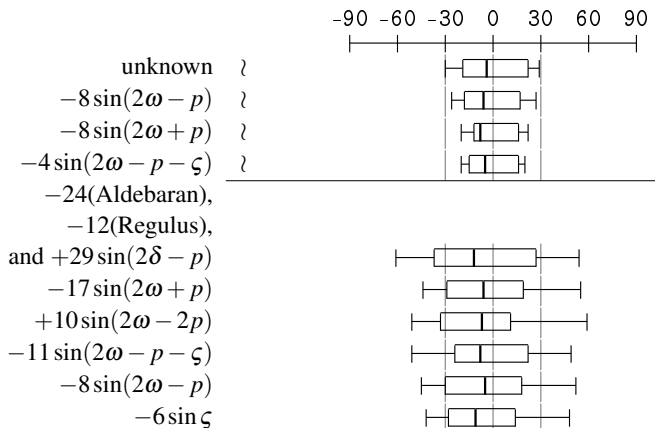 -90 -60 -30 0 30 60 90
unknown ≀
−8 sin(2ω − p) ≀
−8 sin(2ω + p) ≀
−4 sin(2ω − p − ς) ≀
−24(Aldebaran),
−12(Regulus),
and +29 sin(2δ − p)
−17 sin(2ω + p)
+10 sin(2ω − 2p)
−11 sin(2ω − p − ς)
−8 sin(2ω − p)
−6 sin ς